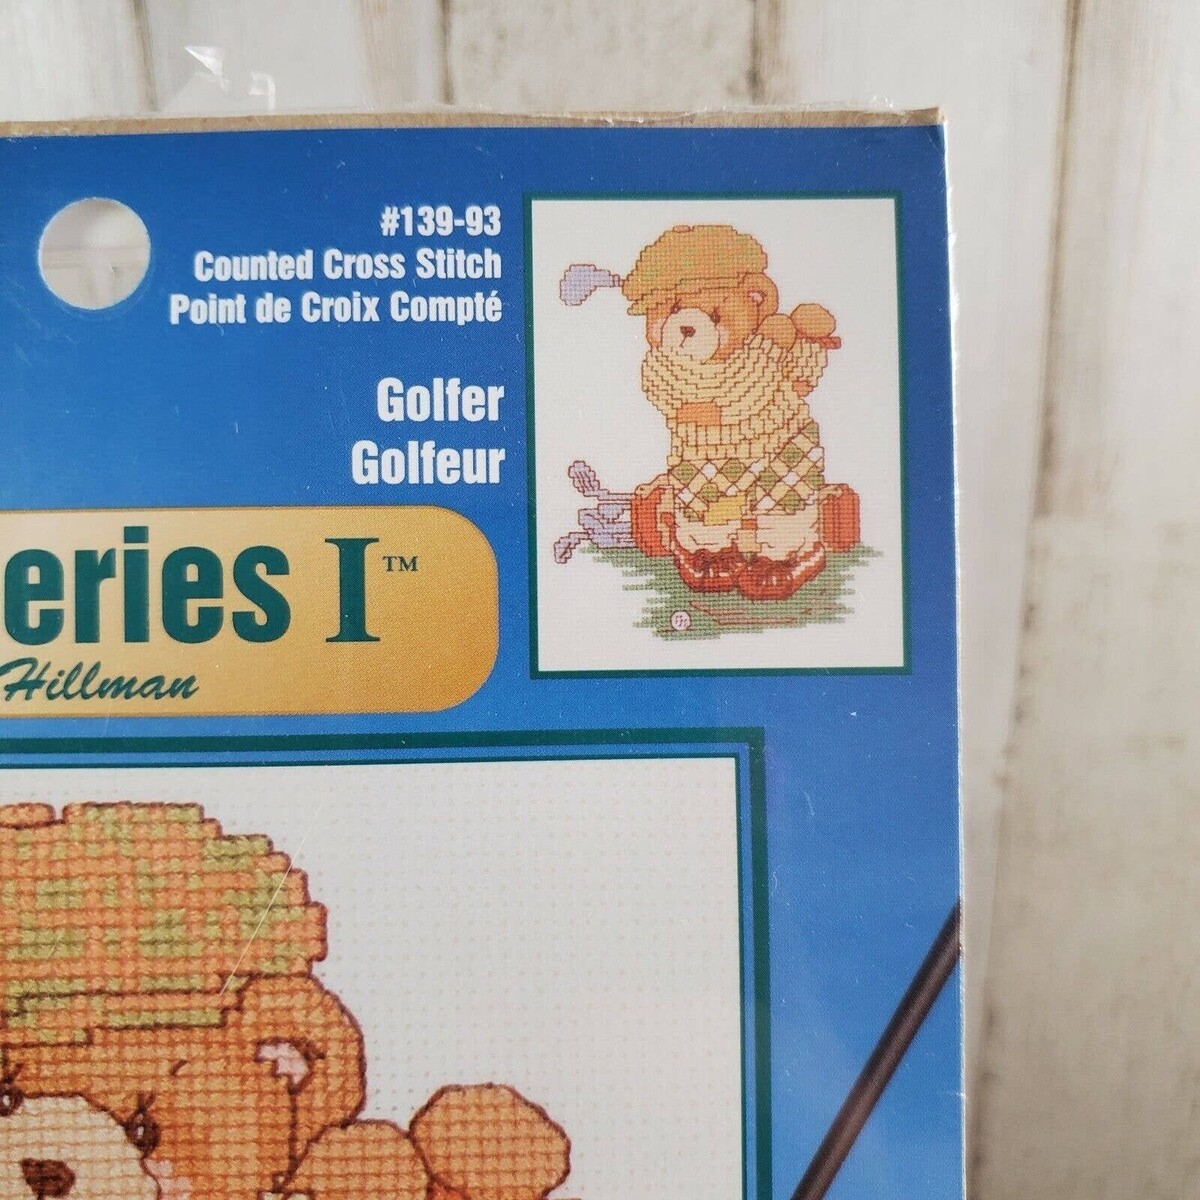 #139-93
Counted Cross Stitch
Point de Croix Compté
Golfer
Golfeur
eries I™
Hillman